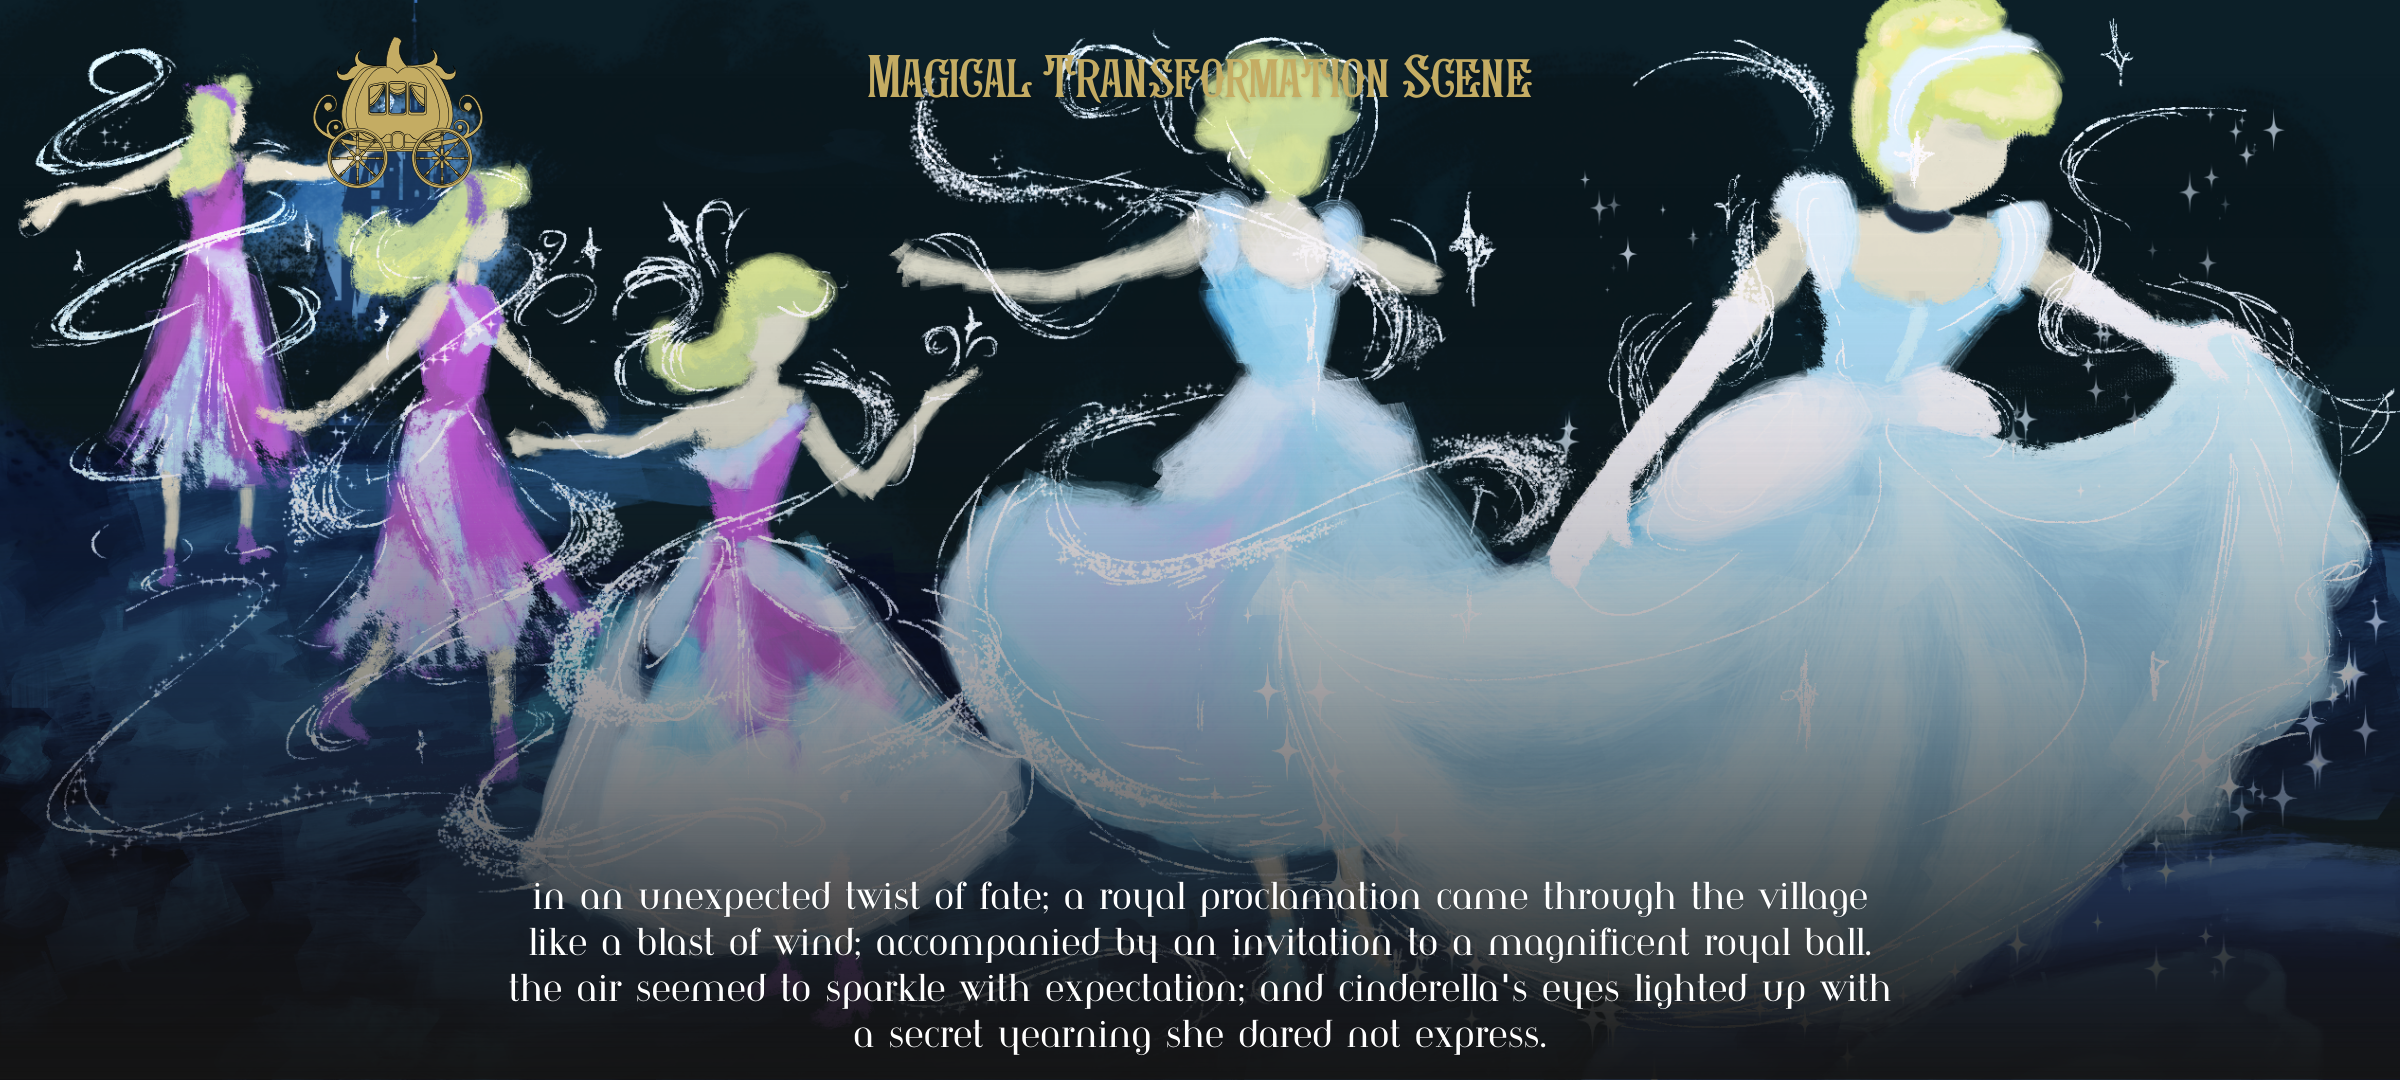 Magical Transformation Scene
in an unexpected twist of fate; a royal proclamation came through the village
like a blast of wind; accompanied by an invitation to a magnificent royal ball.
the air seemed to sparkle with expectation; and cinderella's eyes lighted up with
a secret yearning she dared not express.